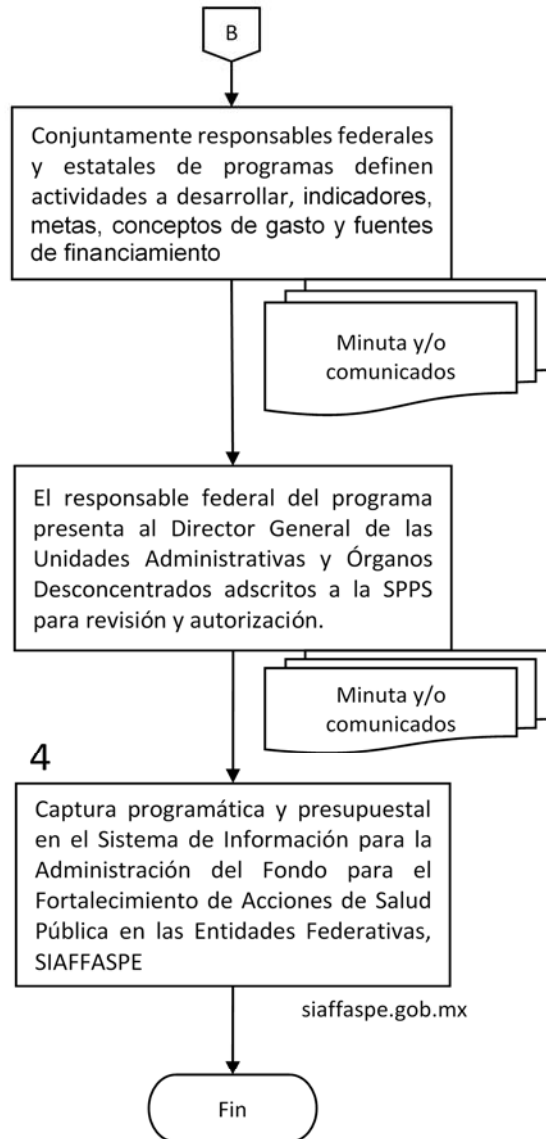 B
Conjuntamente responsables federales
y estatales de programas definen
actividades a desarrollar, indicadores,
metas, conceptos de gasto y fuentes
de financiamiento
Minuta y/o
comunicados
El responsable federal del programa
presenta al Director General de las
Unidades Administrativas y Órganos
Desconcentrados adscritos a la SPPS
para revisión y autorización.
Minuta y/o
comunicados
4
Captura programática y presupuestal
en el Sistema de Información para la
Administración del Fondo para el
Fortalecimiento de Acciones de Salud
Pública en las Entidades Federativas,
SIAFFASPE
siaffaspe.gob.mx
Fin